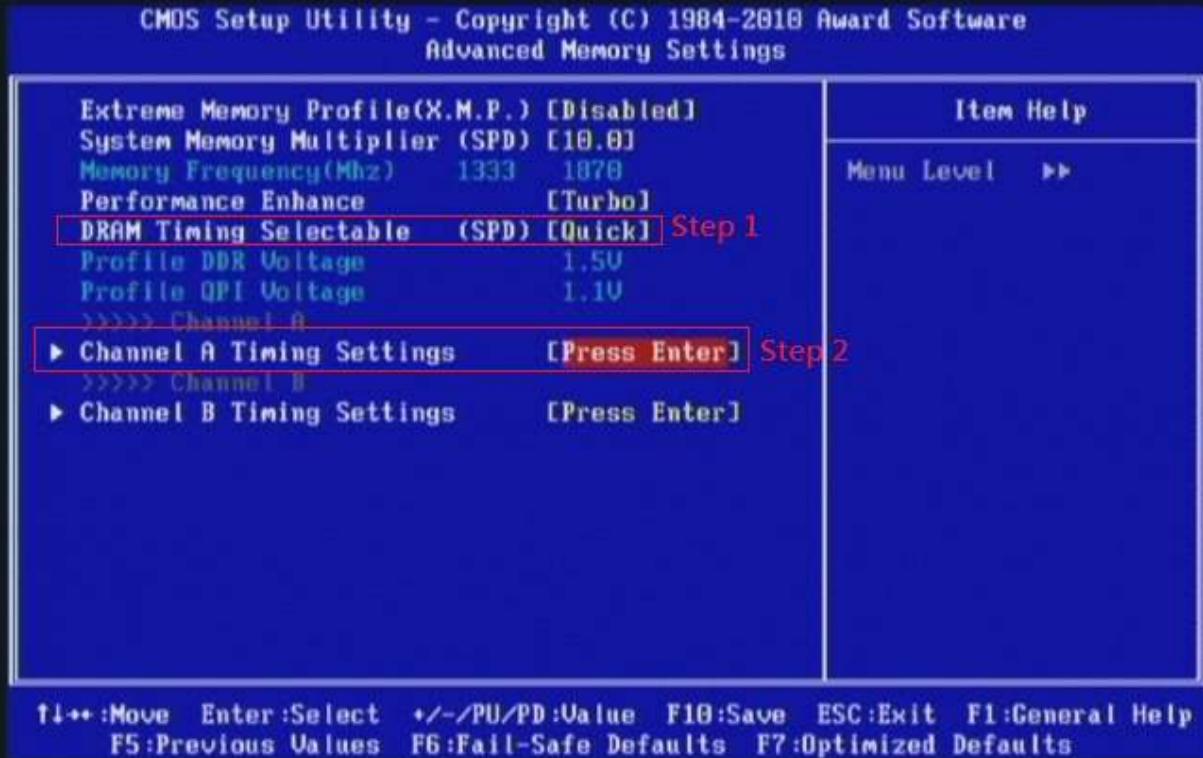 CMOS Setup Utility - Copyright (C) 1984-2010 Award Software
Advanced Memory Settings
Extreme Memory Profile(X.M.P.) [Disabled]
System Memory Multiplier (SPD) [10.0]
Memory Frequency(Mhz) 1333 1870
Performance Enhance [Turbo]
DRAM Timing Selectable (SPD) [Quick] Step 1
Profile DDR Voltage 1.5V
Profile QPI Voltage 1.1V
>>>>> Channel A
▶ Channel A Timing Settings [Press Enter] Step 2
>>>>> Channel B
▶ Channel B Timing Settings [Press Enter]
Item Help
Menu Level ▶▶
↑↓→←:Move Enter:Select +/-/PU/PD:Value F10:Save ESC:Exit F1:General Help
F5:Previous Values F6:Fail-Safe Defaults F7:Optimized Defaults